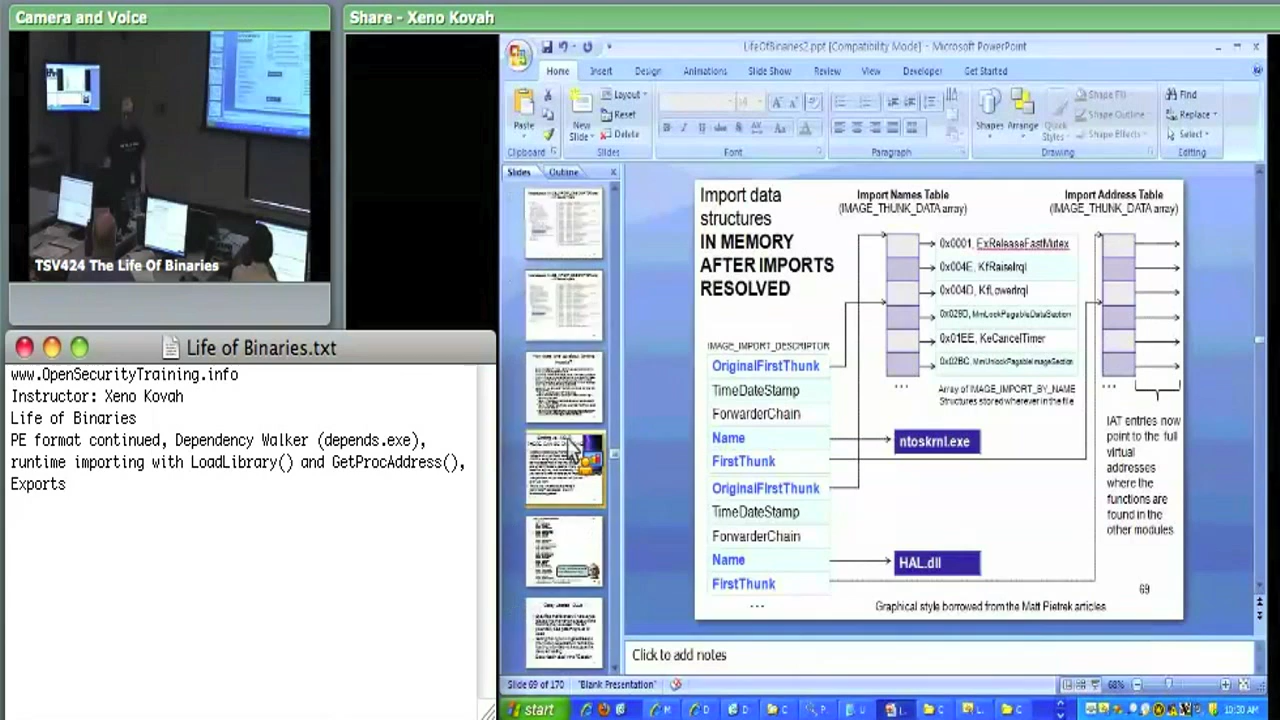 Camera and Voice
TSV424 The Life Of Binaries
Life of Binaries.txt
www.OpenSecurityTraining.info
Instructor: Xeno Kovah
Life of Binaries
PE format continued, Dependency Walker (depends.exe),
runtime importing with LoadLibrary() and GetProcAddress(),
Exports
Share - Xeno Kovah
LifeOfBinaries2.ppt [Compatibility Mode] - Microsoft PowerPoint
Home
Insert
Design
Animations
Slide Show
Review
View
Developer
Get Started
Paste
New
Slide
Layout
Reset
Delete
Shapes
Arrange
Quick
Styles
Shape Fill
Shape Outline
Shape Effects
Find
Replace
Select
Clipboard
Slides
Font
Paragraph
Drawing
Editing
Slides
Outline
Import data
structures
IN MEMORY
AFTER IMPORTS
RESOLVED
Import Names Table
(IMAGE_THUNK_DATA array)
Import Address Table
(IMAGE_THUNK_DATA array)
0x0001, ExReleaseFastMutex
0x004E, KfRaiseIrql
0x004D, KfLowerIrql
0x01EE, KeCancelTimer
...
Array of IMAGE_IMPORT_BY_NAME
Structures stored wherever in the file
...
IMAGE_IMPORT_DESCRIPTOR
OriginalFirstThunk
TimeDateStamp
ForwarderChain
Name
FirstThunk
OriginalFirstThunk
TimeDateStamp
ForwarderChain
Name
FirstThunk
...
ntoskrnl.exe
HAL.dll
IAT entries now
point to the full
virtual
addresses
where the
functions are
found in the
other modules
69
Graphical style borrowed from the Matt Pietrek articles
Click to add notes
Slide 69 of 170
"Blank Presentation"
68%
start
10:30 AM